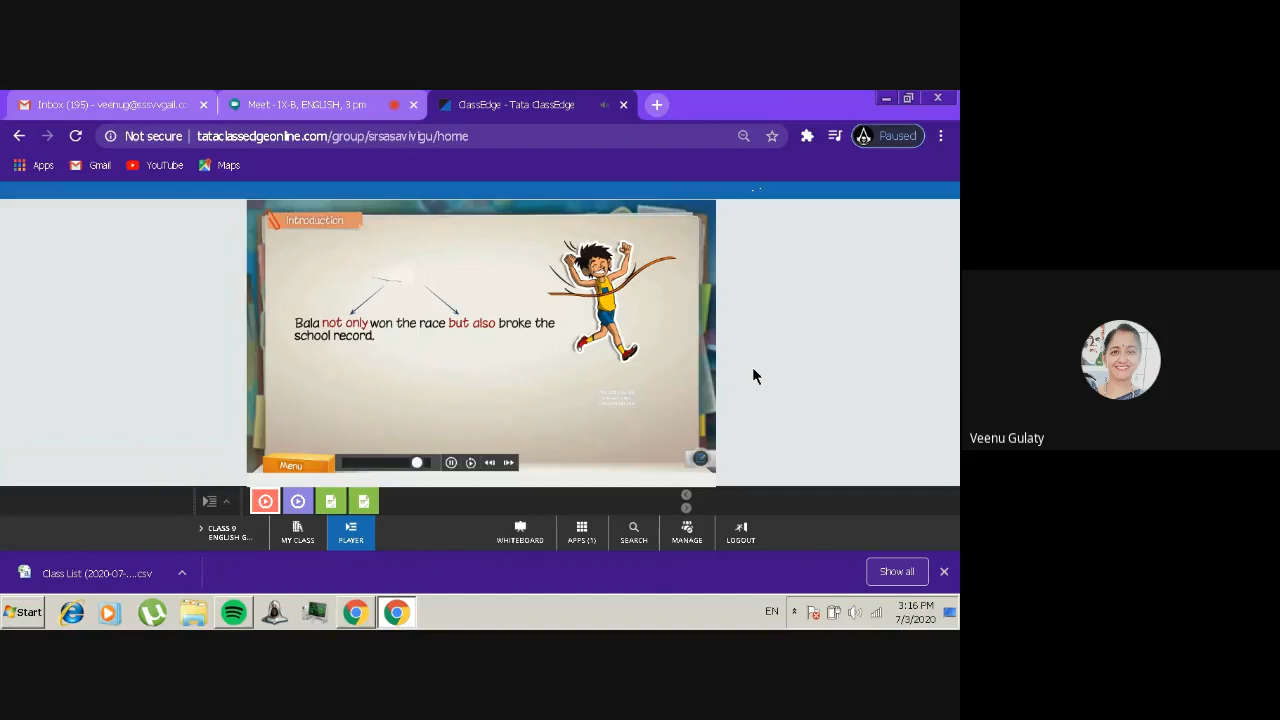 Inbox (195) - veenug@sssvvgail.cc
Meet - IX-B, ENGLISH, 3 pm
ClassEdge - Tata ClassEdge
Not secure
tataclassedgeonline.com/group/srsasavivigu/home
Paused
Apps
Gmail
YouTube
Maps
Introduction
Bala not only won the race but also broke the
school record.
Menu
Veenu Gulaty
CLASS 9
ENGLISH G...
MY CLASS
PLAYER
WHITEBOARD
APPS (1)
SEARCH
MANAGE
LOGOUT
Class List (2020-07-....csv
Show all
Start
EN
3:16 PM
7/3/2020